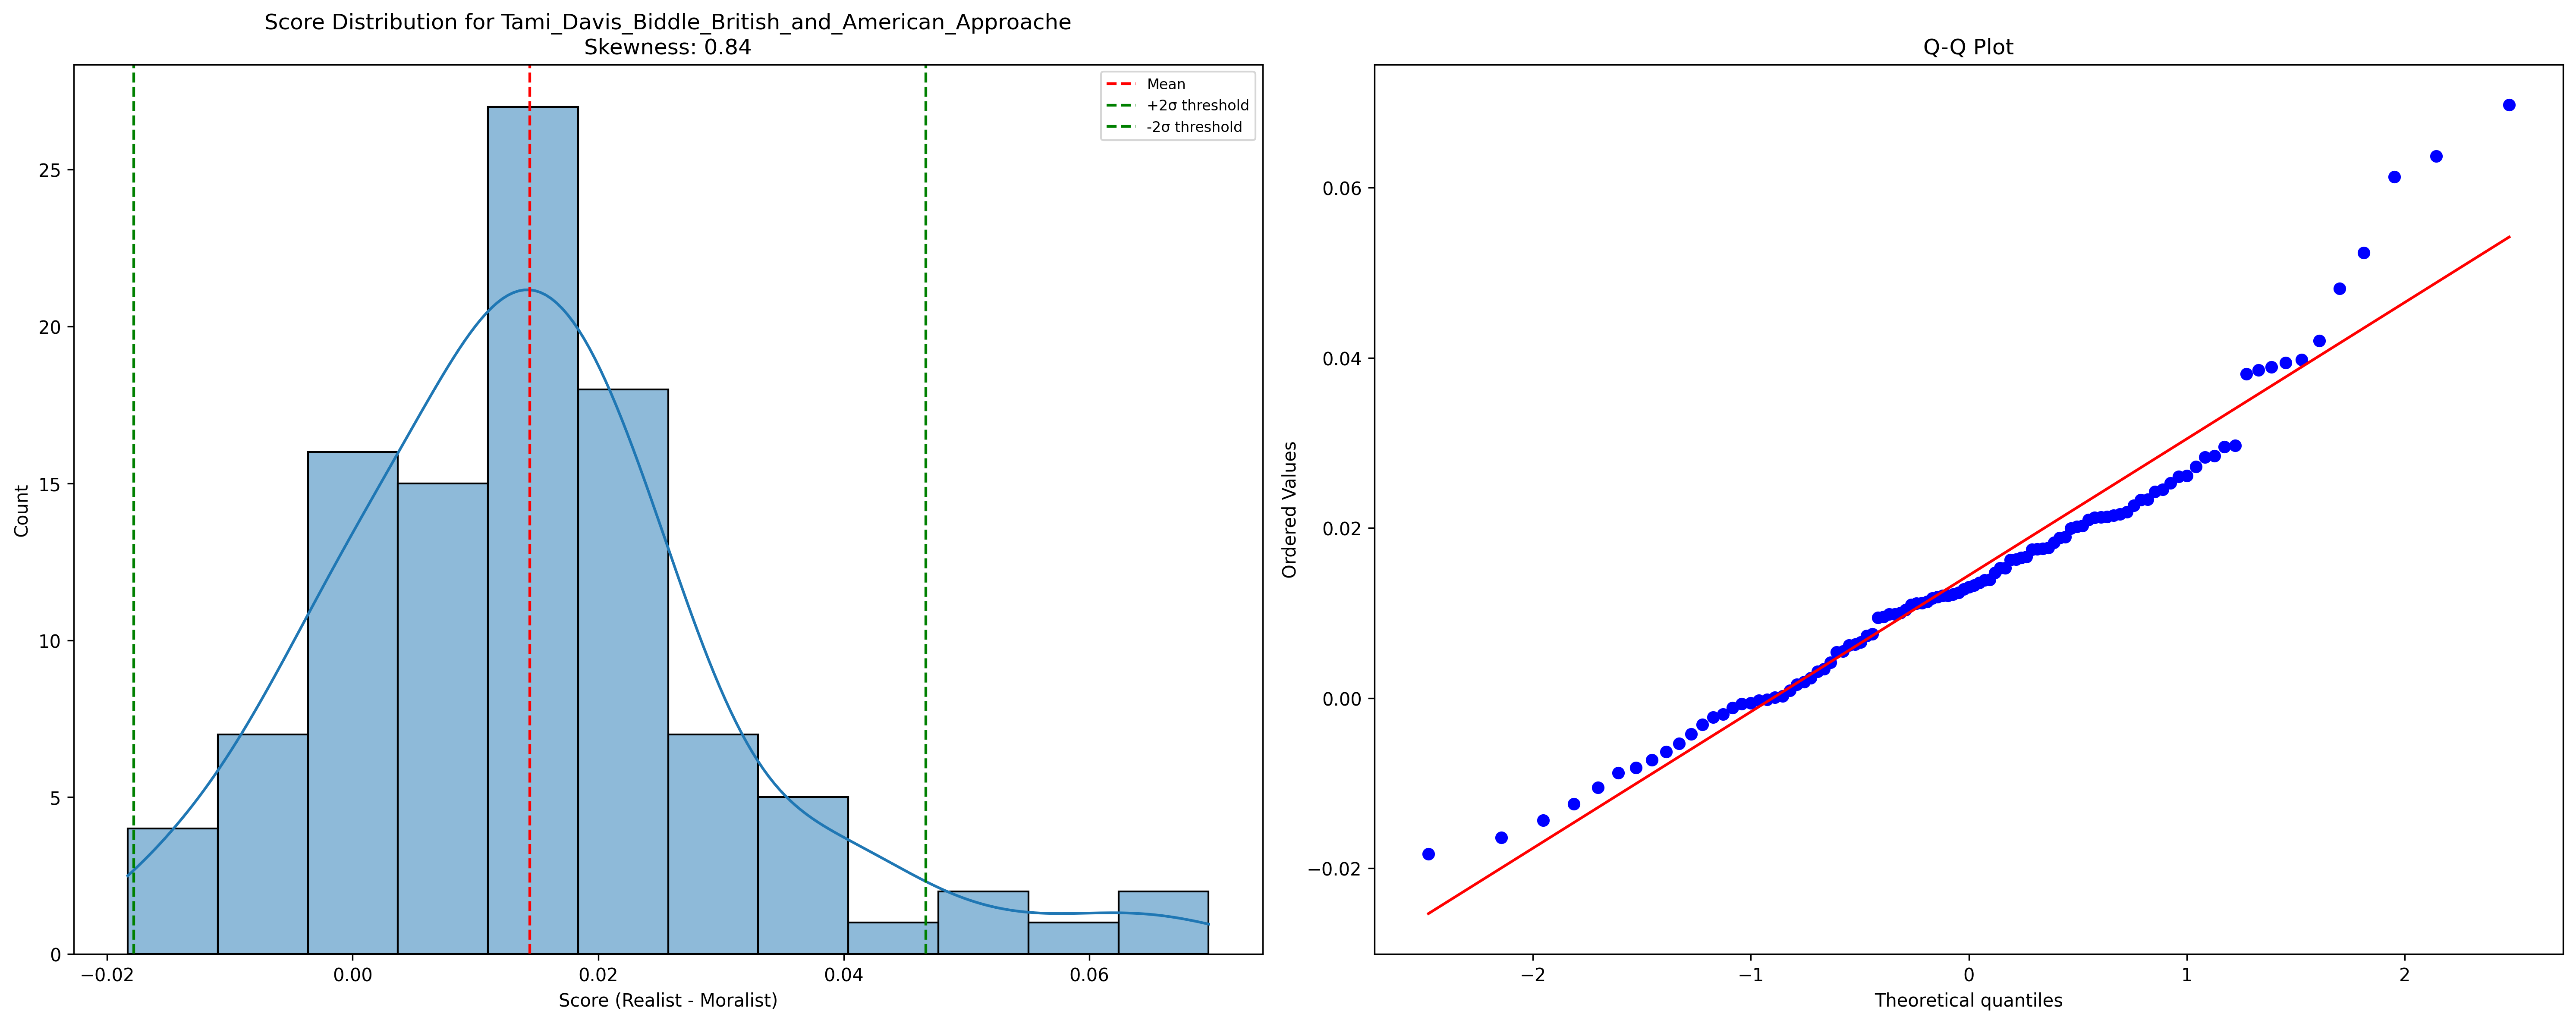 Score Distribution for Tami_Davis_Biddle_British_and_American_Approache
Skewness: 0.84
Mean
+2σ threshold
-2σ threshold
Count
25
20
15
10
5
0
−0.02
0.00
0.02
0.04
0.06
Score (Realist - Moralist)
Q-Q Plot
Ordered Values
0.06
0.04
0.02
0.00
−0.02
−2
−1
0
1
2
Theoretical quantiles